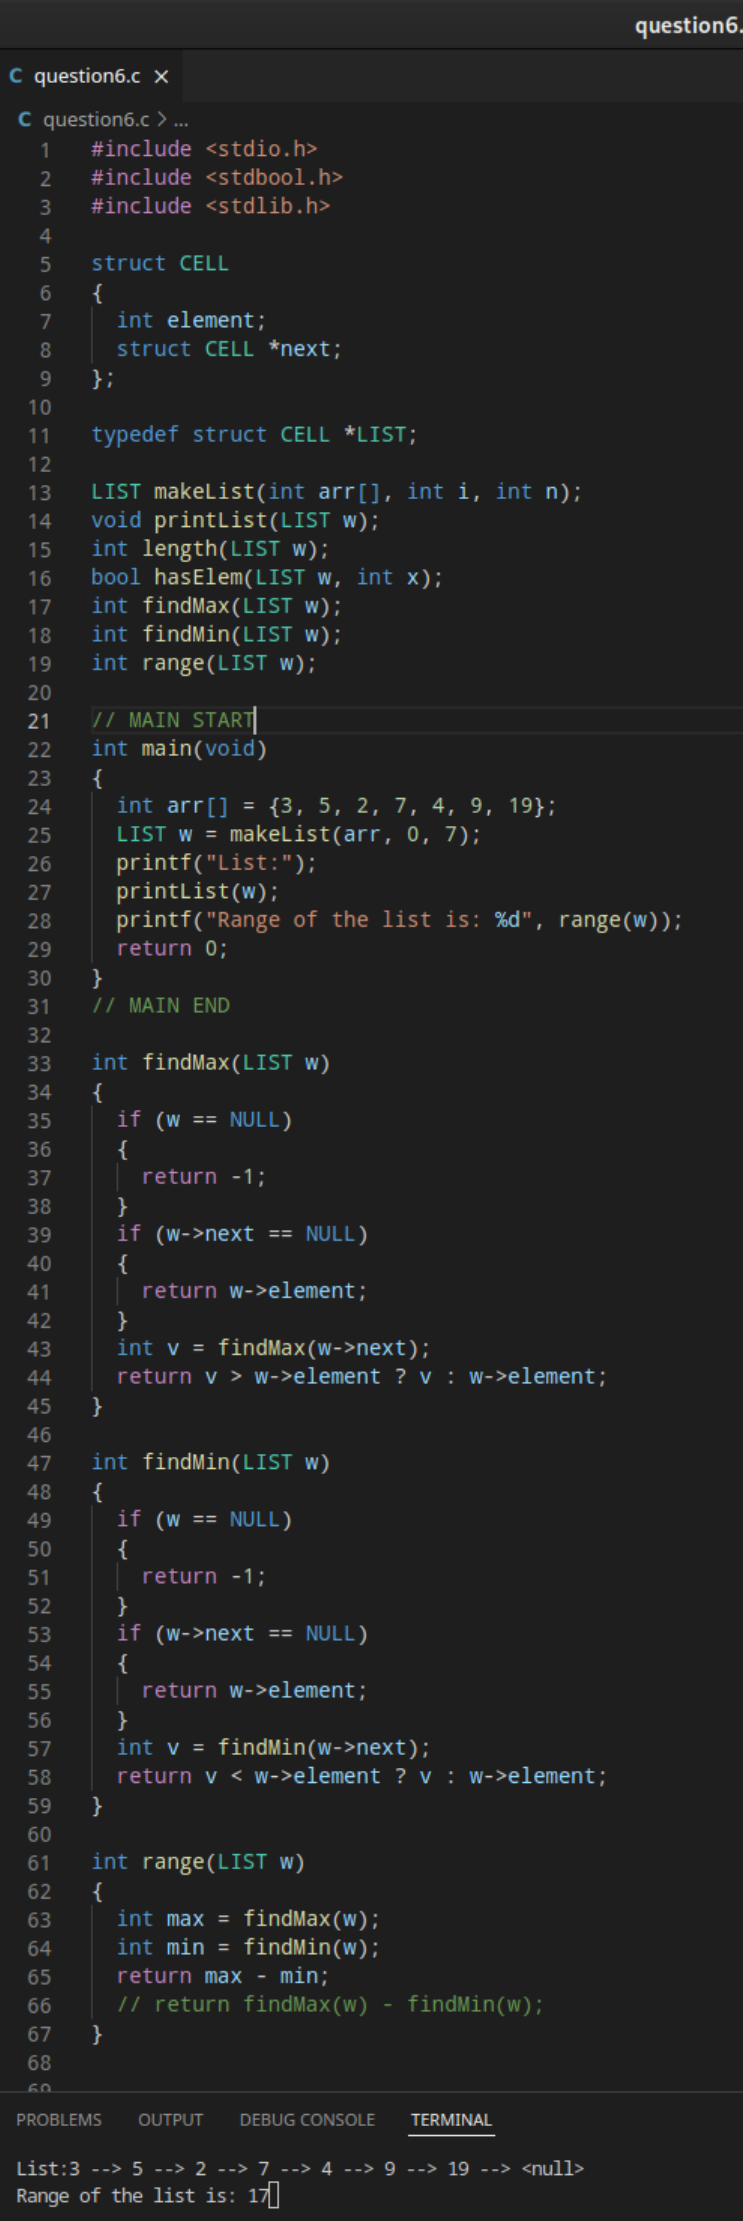 question6.
C question6.c ×
C question6.c > ...
1 #include <stdio.h>
2 #include <stdbool.h>
3 #include <stdlib.h>
4
5 struct CELL
6 {
7   int element;
8   struct CELL *next;
9 };
10
11 typedef struct CELL *LIST;
12
13 LIST makeList(int arr[], int i, int n);
14 void printList(LIST w);
15 int length(LIST w);
16 bool hasElem(LIST w, int x);
17 int findMax(LIST w);
18 int findMin(LIST w);
19 int range(LIST w);
20
21 // MAIN START
22 int main(void)
23 {
24   int arr[] = {3, 5, 2, 7, 4, 9, 19};
25   LIST w = makeList(arr, 0, 7);
26   printf("List:");
27   printList(w);
28   printf("Range of the list is: %d", range(w));
29   return 0;
30 }
31 // MAIN END
32
33 int findMax(LIST w)
34 {
35   if (w == NULL)
36   {
37     return -1;
38   }
39   if (w->next == NULL)
40   {
41     return w->element;
42   }
43   int v = findMax(w->next);
44   return v > w->element ? v : w->element;
45 }
46
47 int findMin(LIST w)
48 {
49   if (w == NULL)
50   {
51     return -1;
52   }
53   if (w->next == NULL)
54   {
55     return w->element;
56   }
57   int v = findMin(w->next);
58   return v < w->element ? v : w->element;
59 }
60
61 int range(LIST w)
62 {
63   int max = findMax(w);
64   int min = findMin(w);
65   return max - min;
66   // return findMax(w) - findMin(w);
67 }
68
69
PROBLEMS OUTPUT DEBUG CONSOLE TERMINAL
List:3 --> 5 --> 2 --> 7 --> 4 --> 9 --> 19 --> <null>
Range of the list is: 17